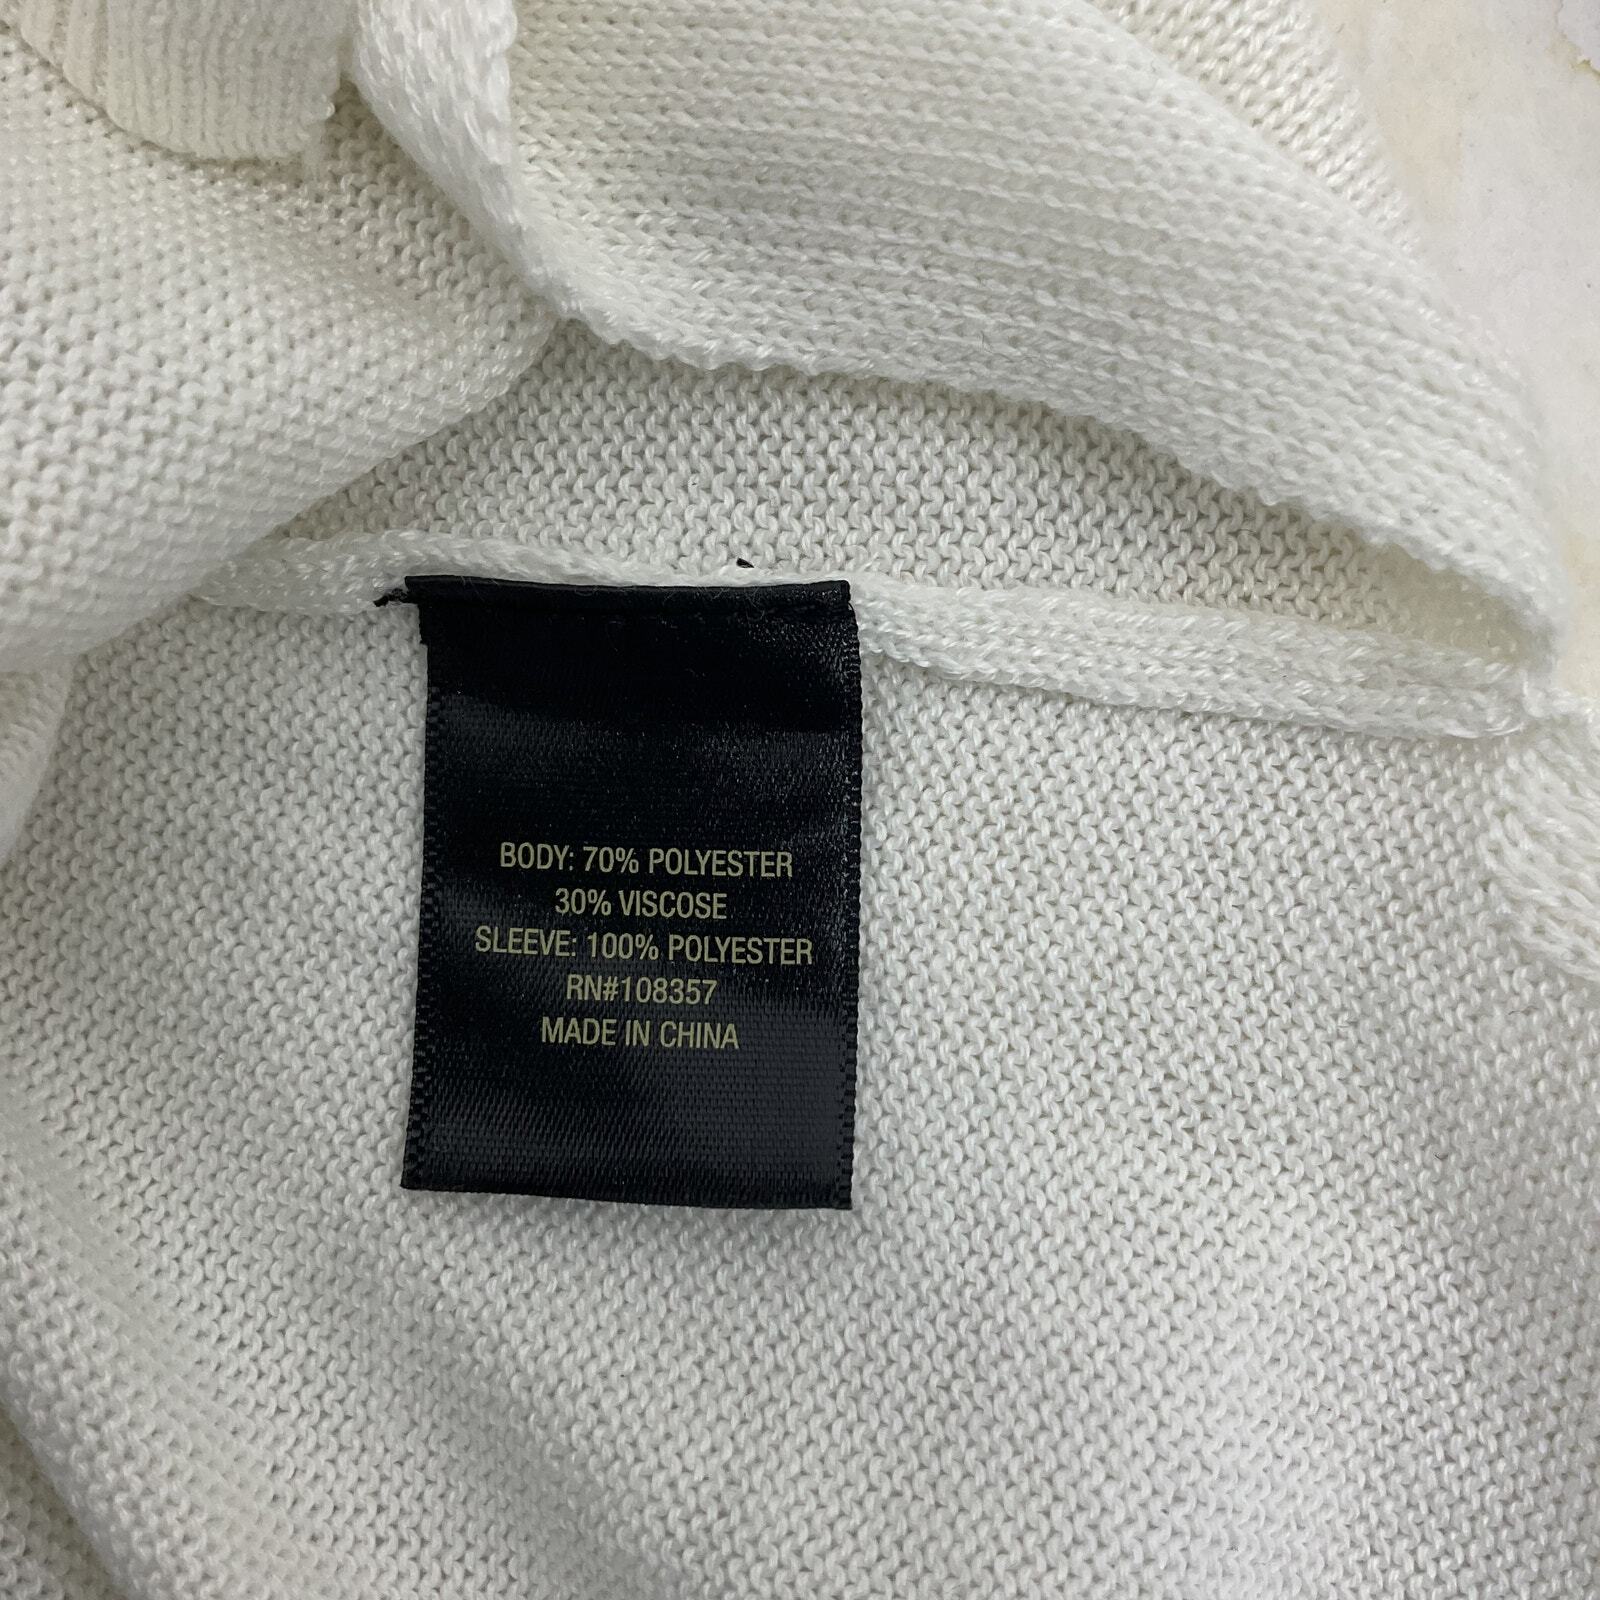 BODY: 70% POLYESTER
30% VISCOSE
SLEEVE: 100% POLYESTER
RN#108357
MADE IN CHINA